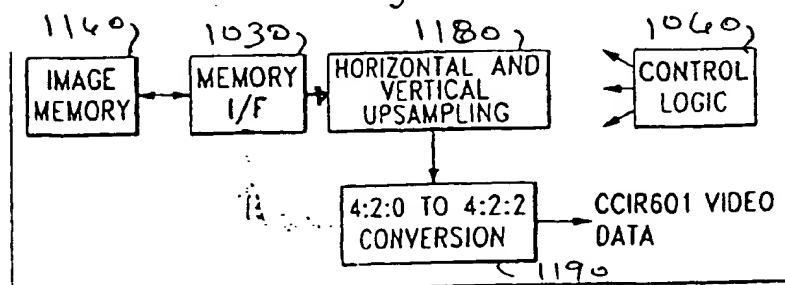 1140
1030
1180
1060
IMAGE
MEMORY
MEMORY
I/F
HORIZONTAL AND
VERTICAL
UPSAMPLING
CONTROL
LOGIC
4:2:0 TO 4:2:2
CONVERSION
CCIR601 VIDEO
DATA
1190